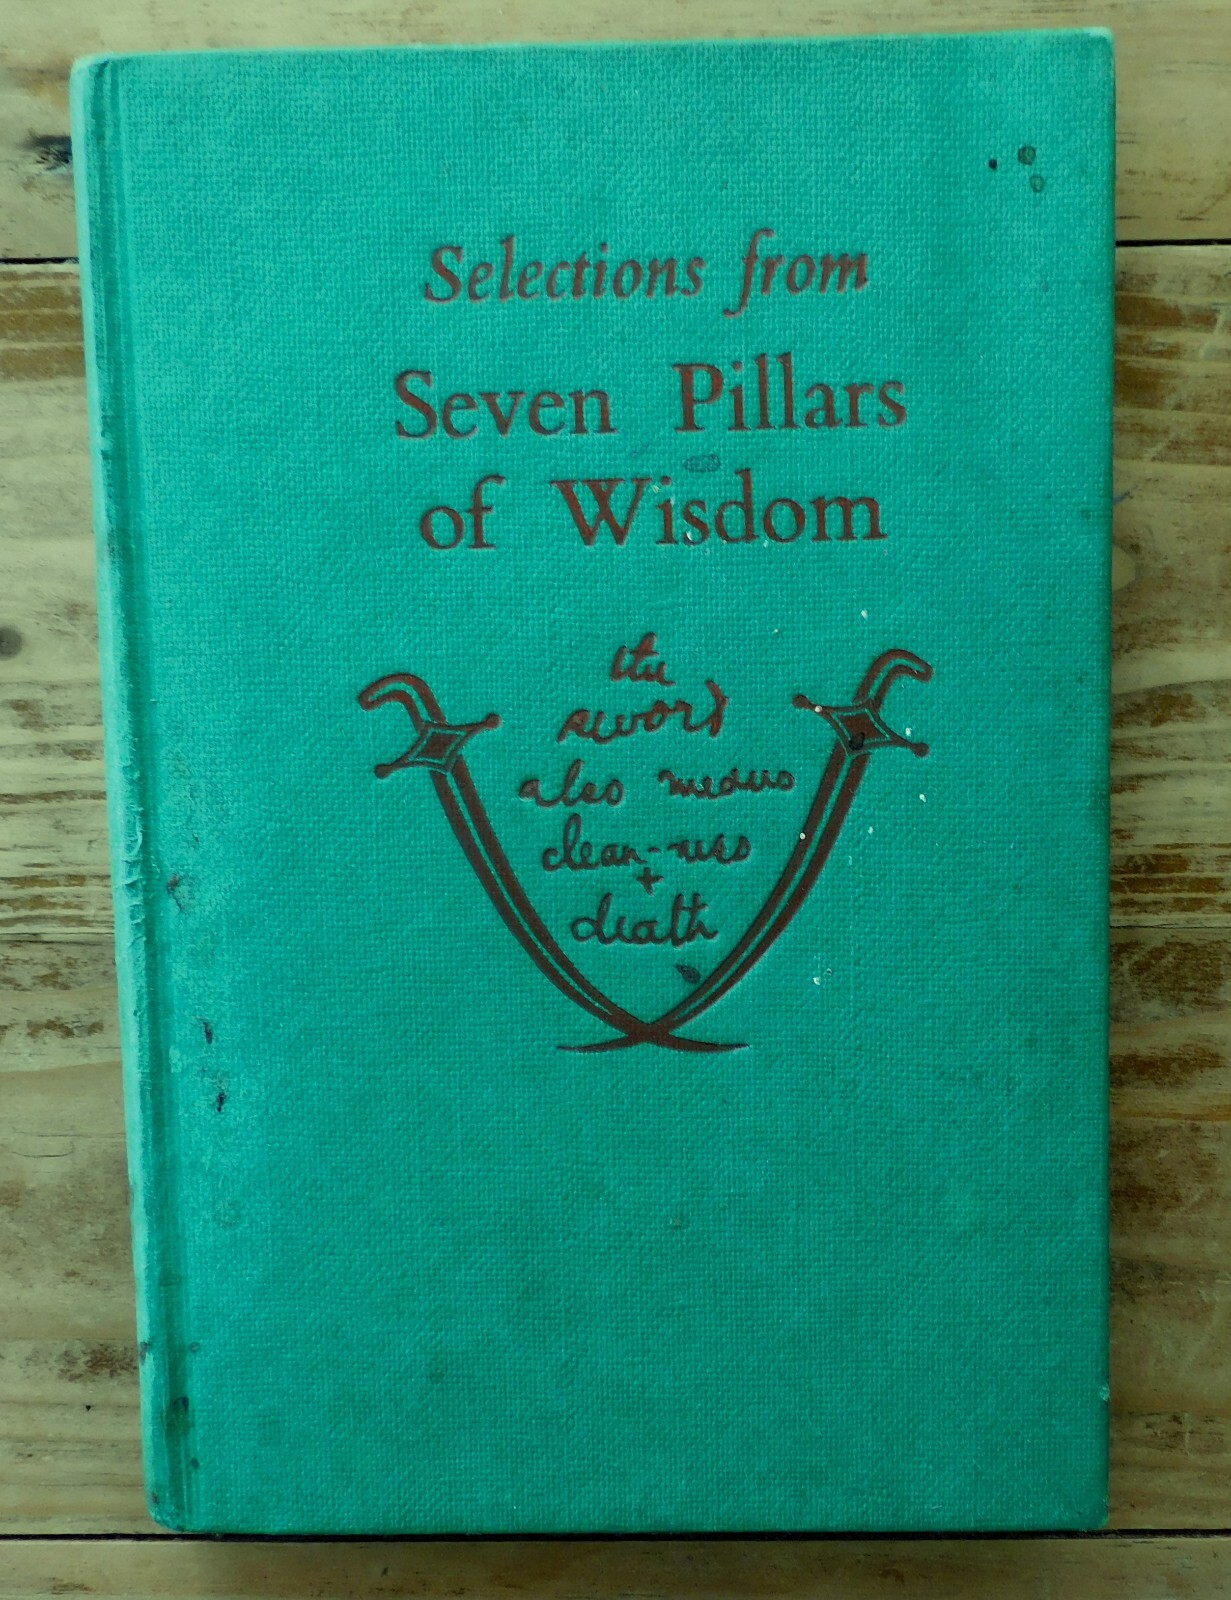 Selections from
Seven Pillars
of Wisdom
the
sword
also means
clean-ness
+
death